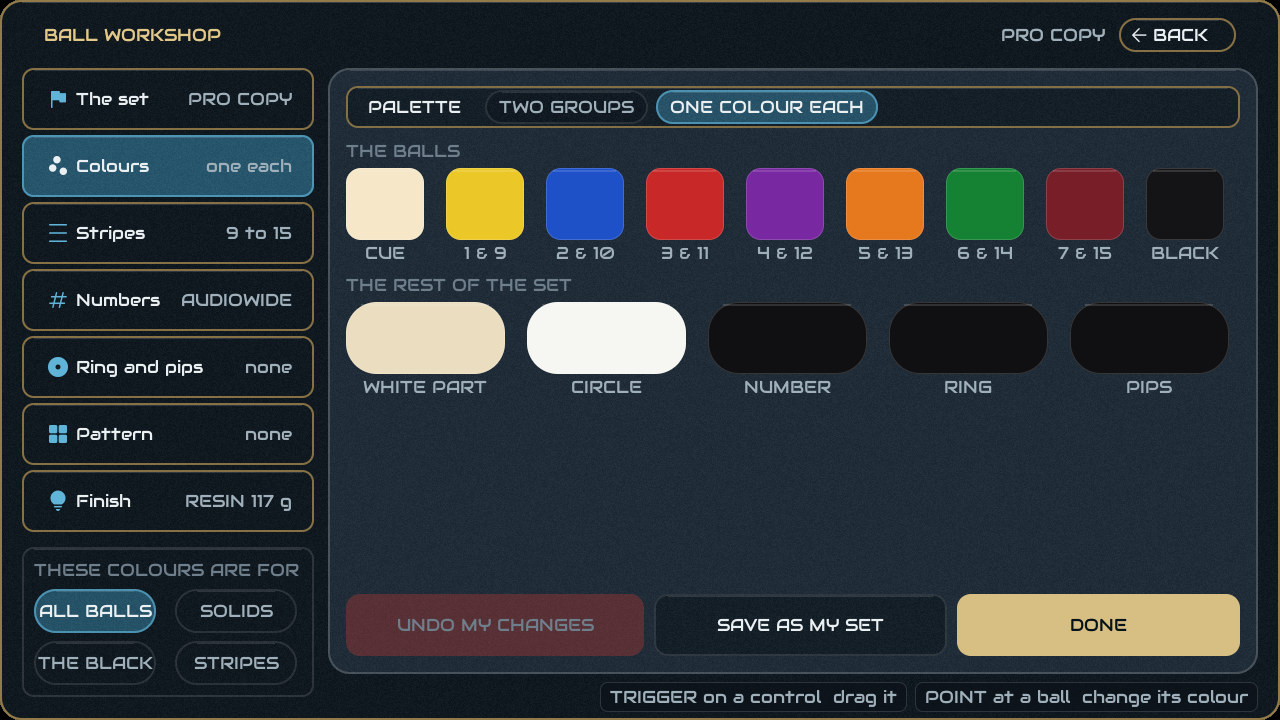 BALL WORKSHOP
PRO COPY
← BACK
The set PRO COPY
Colours one each
Stripes 9 to 15
# Numbers AUDIOWIDE
Ring and pips none
Pattern none
Finish RESIN 117 g
THESE COLOURS ARE FOR
ALL BALLS SOLIDS
THE BLACK STRIPES
PALETTE TWO GROUPS ONE COLOUR EACH
THE BALLS
CUE 1 & 9 2 & 10 3 & 11 4 & 12 5 & 13 6 & 14 7 & 15 BLACK
THE REST OF THE SET
WHITE PART CIRCLE NUMBER RING PIPS
UNDO MY CHANGES SAVE AS MY SET DONE
TRIGGER on a control drag it POINT at a ball change its colour